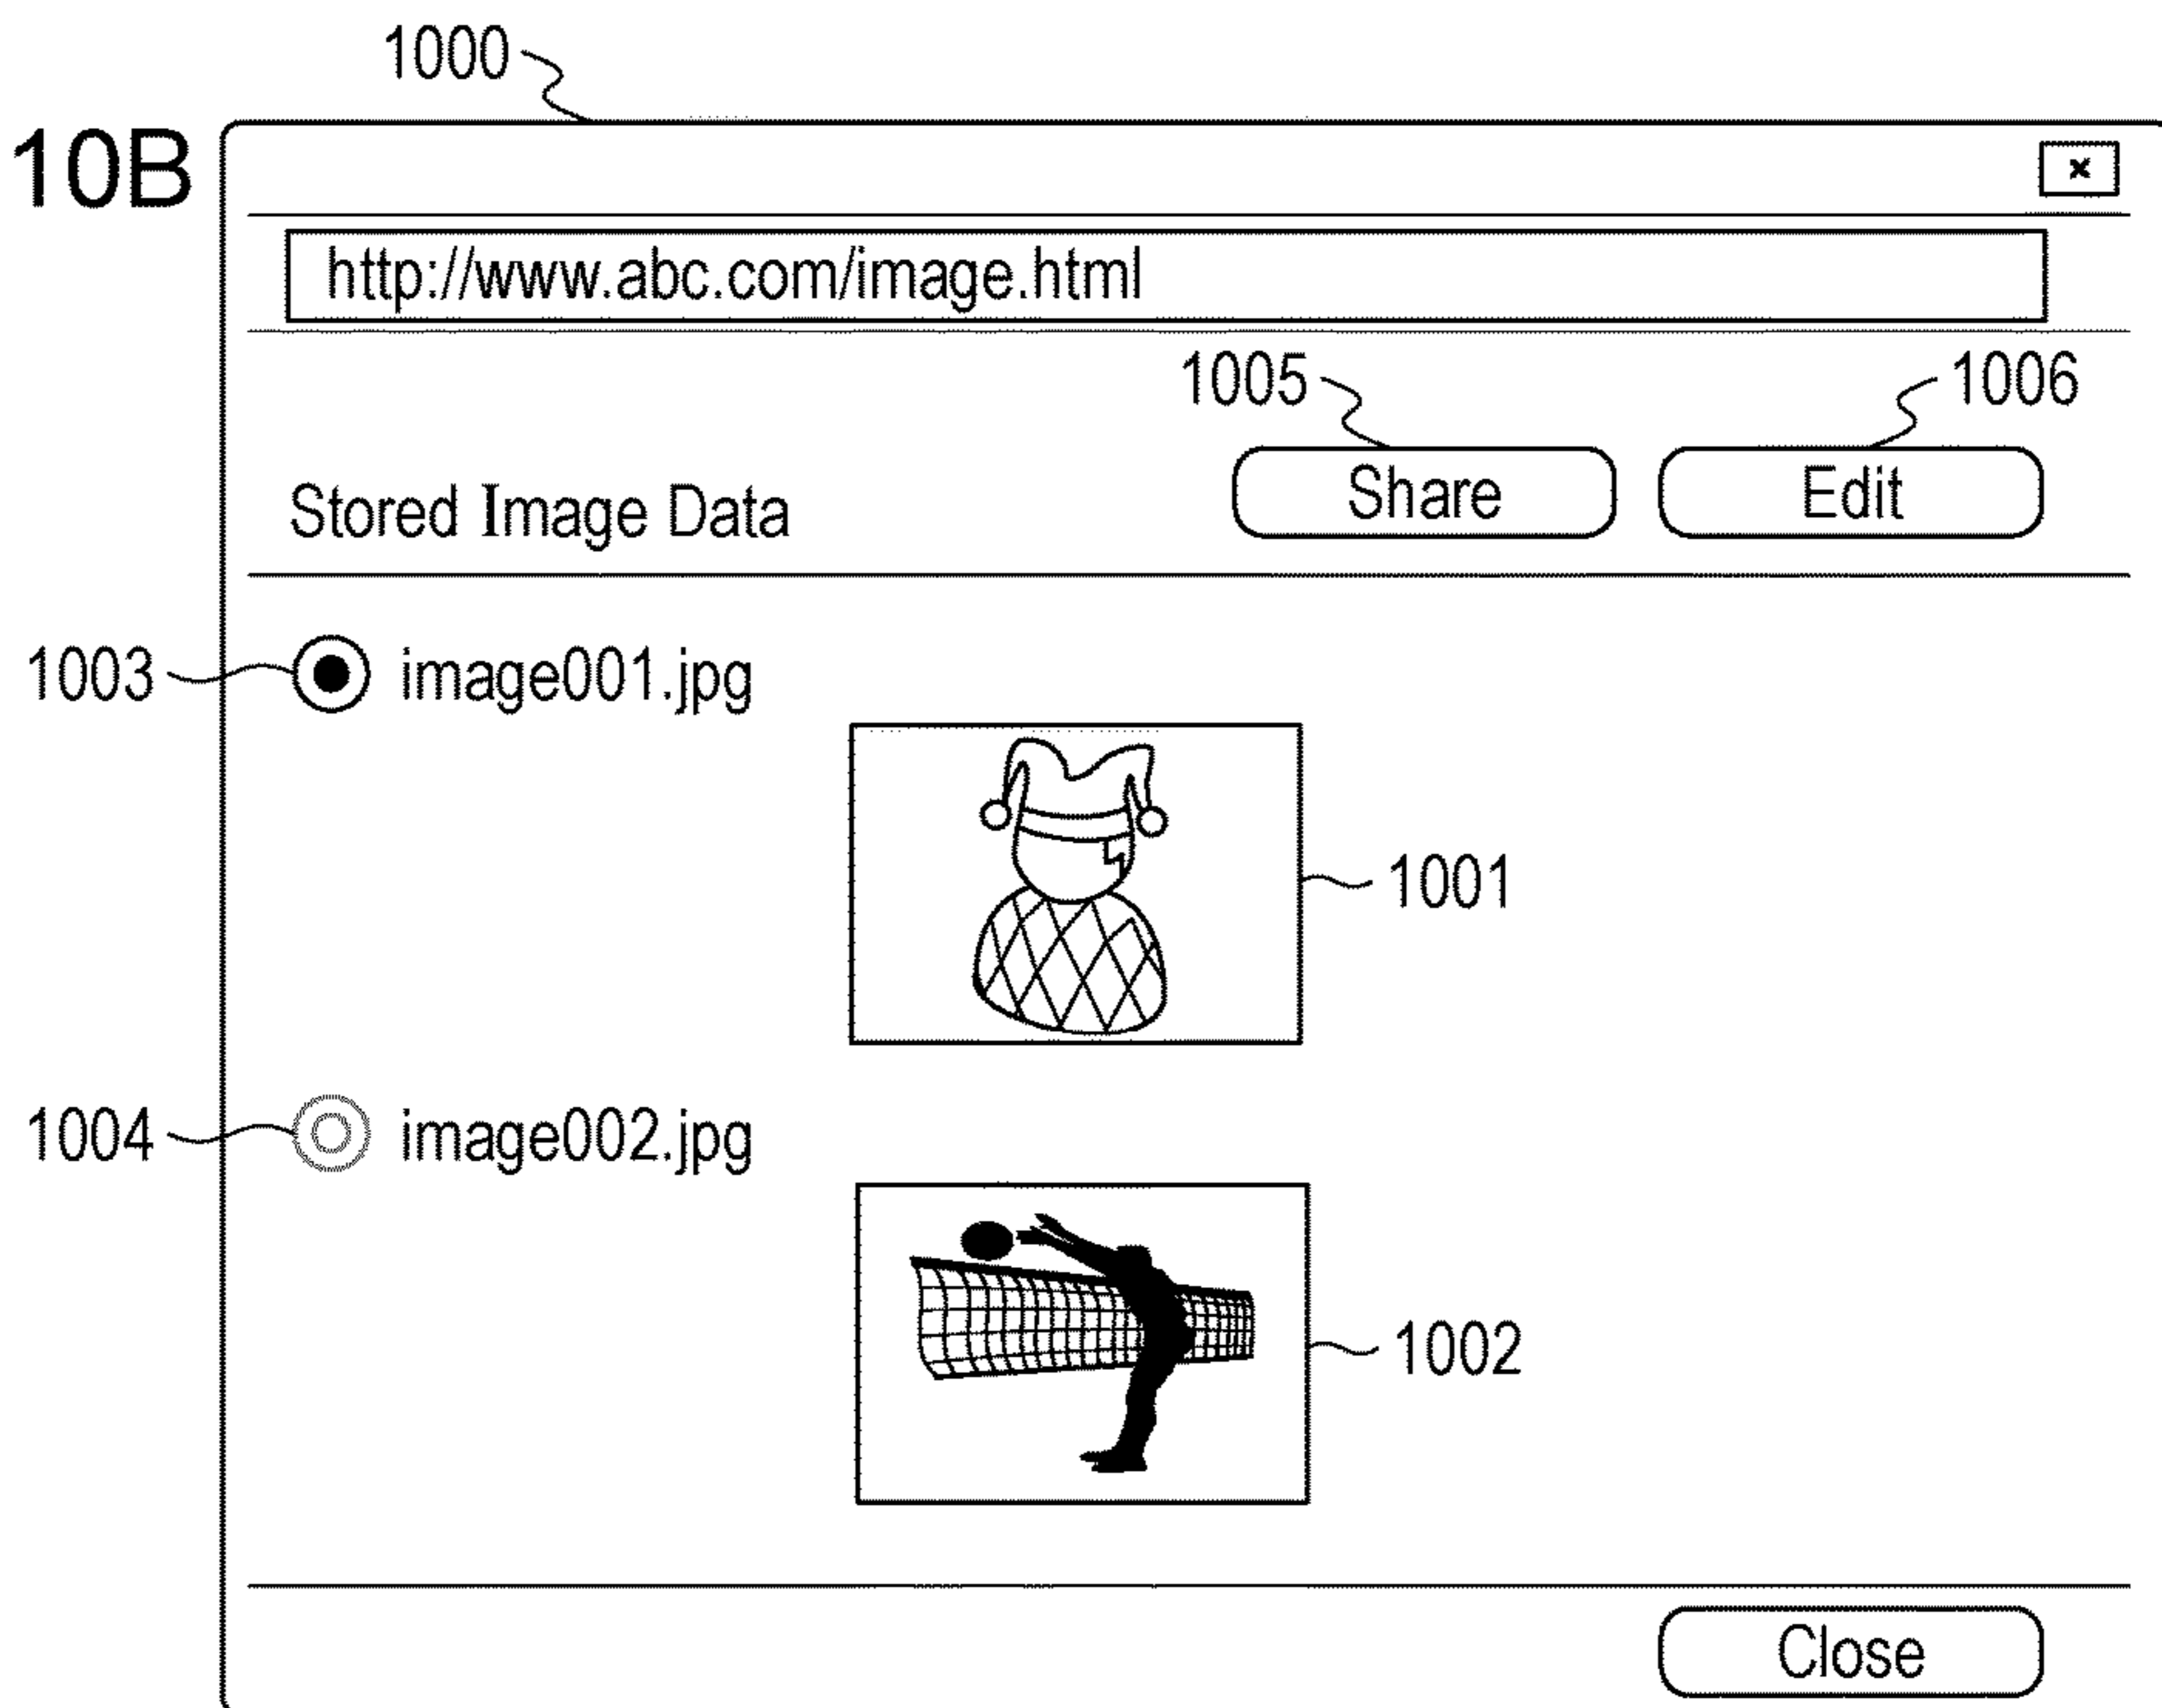 1000
10B
x
http://www.abc.com/image.html
1005 1006
Stored Image Data Share Edit
1003 image001.jpg
1001
1004 image002.jpg
1002
Close